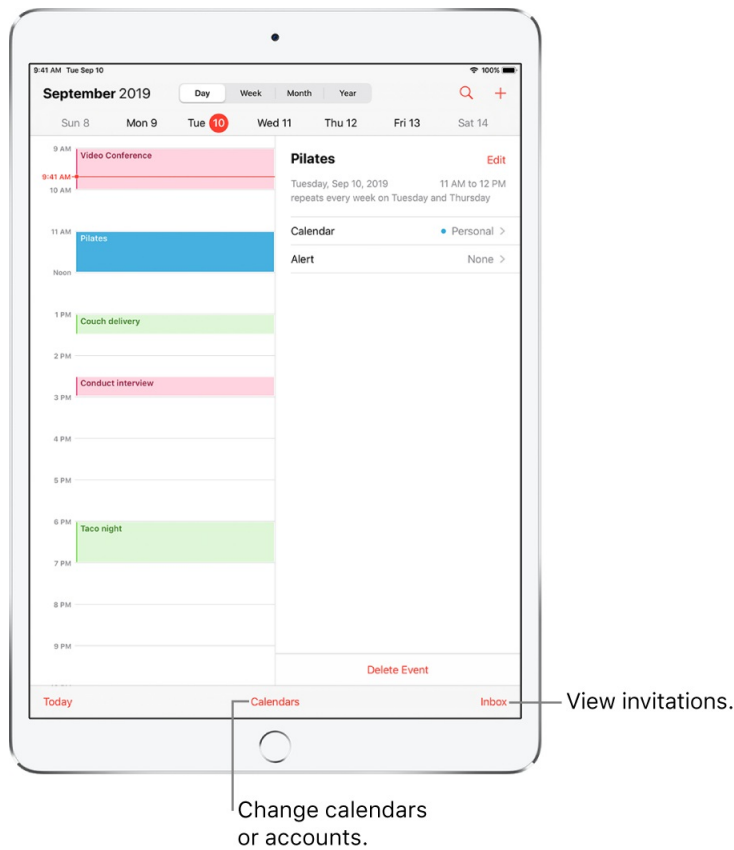 9:41 AM Tue Sep 10
100%
September 2019
Day Week Month Year
Sun 8 Mon 9 Tue 10 Wed 11 Thu 12 Fri 13 Sat 14
9 AM
Video Conference
9:41 AM
10 AM
11 AM
Pilates
Noon
1 PM
Couch delivery
2 PM
Conduct interview
3 PM
4 PM
5 PM
6 PM
Taco night
7 PM
8 PM
9 PM
Pilates
Edit
Tuesday, Sep 10, 2019 11 AM to 12 PM
repeats every week on Tuesday and Thursday
Calendar Personal
Alert None
Delete Event
Today Calendars Inbox
View invitations.
Change calendars
or accounts.